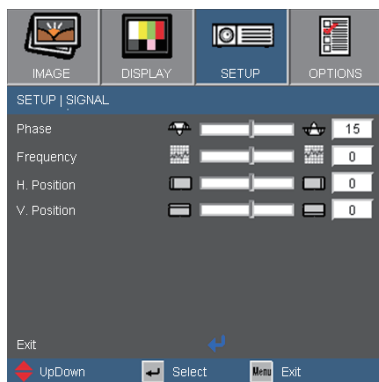 IMAGE DISPLAY SETUP OPTIONS
SETUP | SIGNAL
Phase 15
Frequency 0
H. Position 0
V. Position 0
Exit
UpDown Select Menu Exit